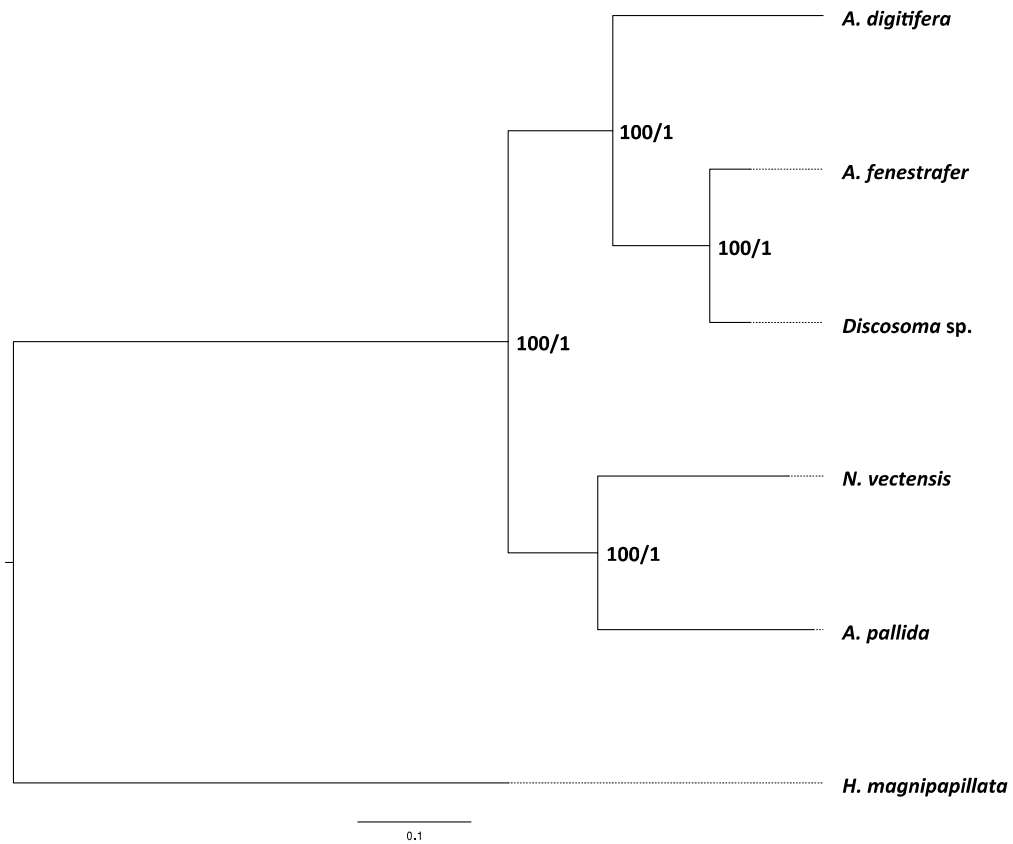 A. digitifera
100/1
A. fenestrafer
100/1
Discosoma sp.
100/1
N. vectensis
100/1
A. pallida
H. magnipapillata
0.1